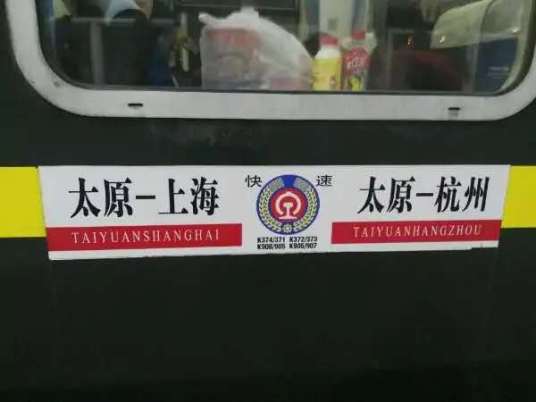 太原-上海
TAIYUANSHANGHAI
快 速
K374/371 K372/373
K908/905 K906/907
太原-杭州
TAIYUANHANGZHOU